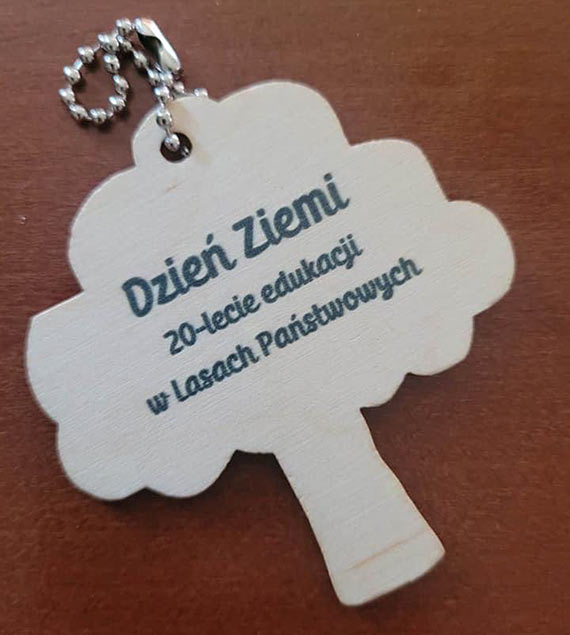 Dzień Ziemi
20-lecie edukacji
w Lasach Państwowych